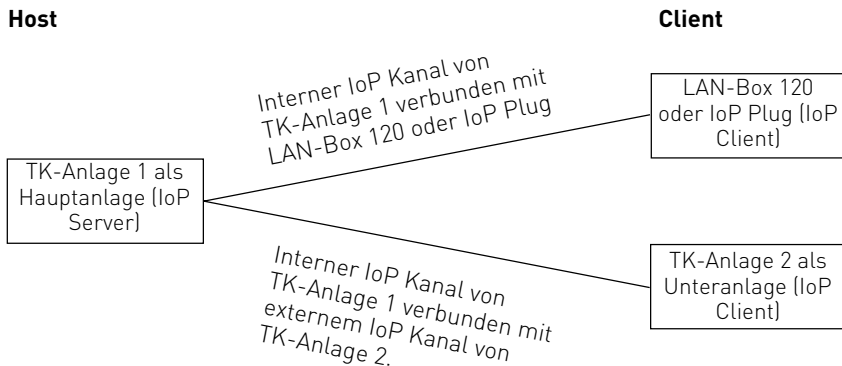 Host
Client
Interner IoP Kanal von
TK-Anlage 1 verbunden mit
LAN-Box 120 oder IoP Plug
LAN-Box 120
oder IoP Plug (IoP
Client)
TK-Anlage 1 als
Hauptanlage (IoP
Server)
Interner IoP Kanal von
TK-Anlage 1 verbunden mit
externem IoP Kanal von
TK-Anlage 2.
TK-Anlage 2 als
Unteranlage (IoP
Client)